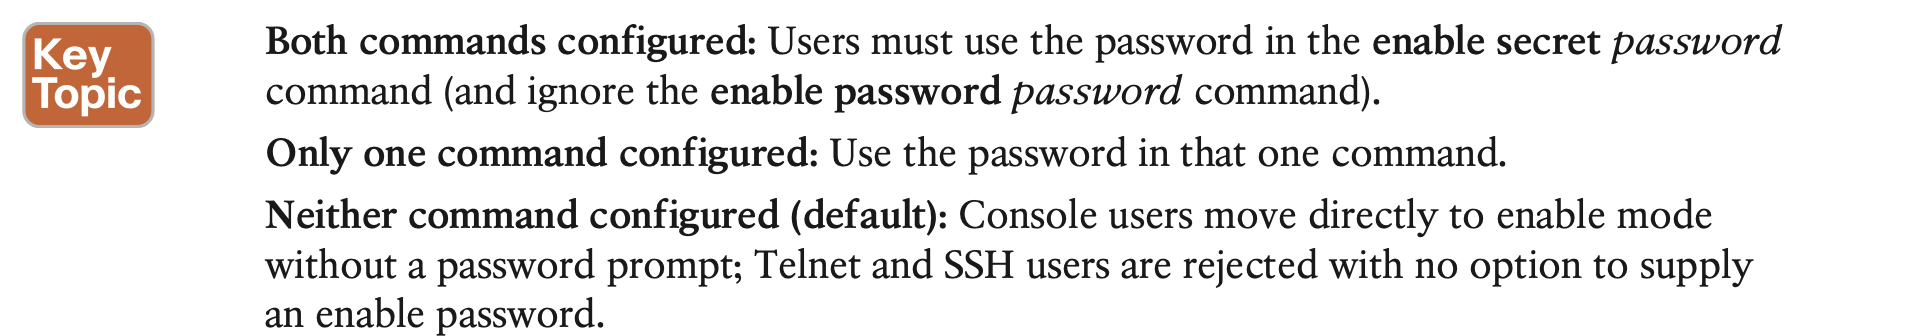 Key
Topic
Both commands configured: Users must use the password in the enable secret password
command (and ignore the enable password password command).
Only one command configured: Use the password in that one command.
Neither command configured (default): Console users move directly to enable mode
without a password prompt; Telnet and SSH users are rejected with no option to supply
an enable password.